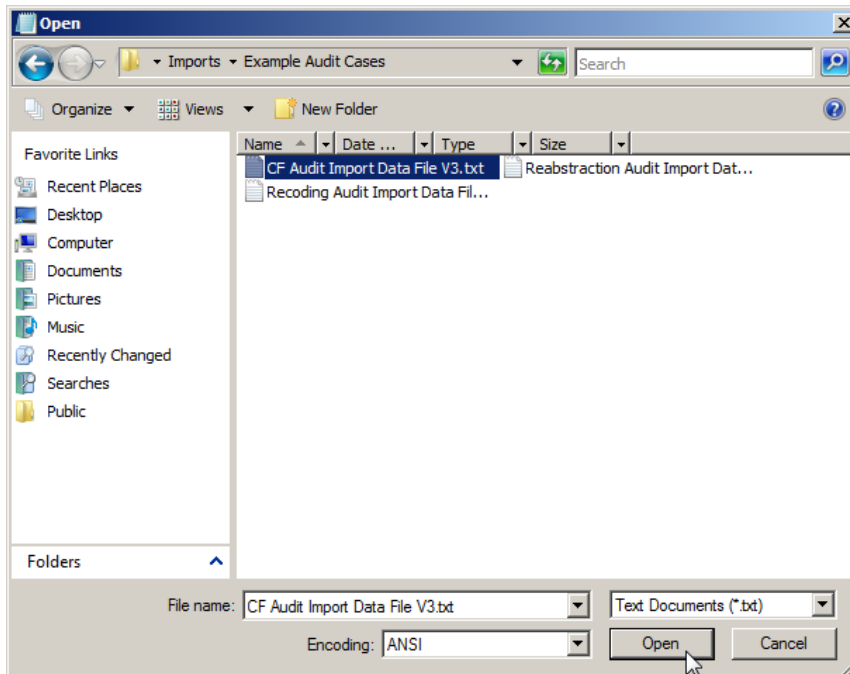 Open
Imports Example Audit Cases Search
Organize Views New Folder
Favorite Links
Recent Places
Desktop
Computer
Documents
Pictures
Music
Recently Changed
Searches
Public
Folders
Name Date ... Type Size
CF Audit Import Data File V3.txt Reabstraction Audit Import Dat...
Recoding Audit Import Data Fil...
File name: CF Audit Import Data File V3.txt Text Documents (*.txt)
Encoding: ANSI Open Cancel